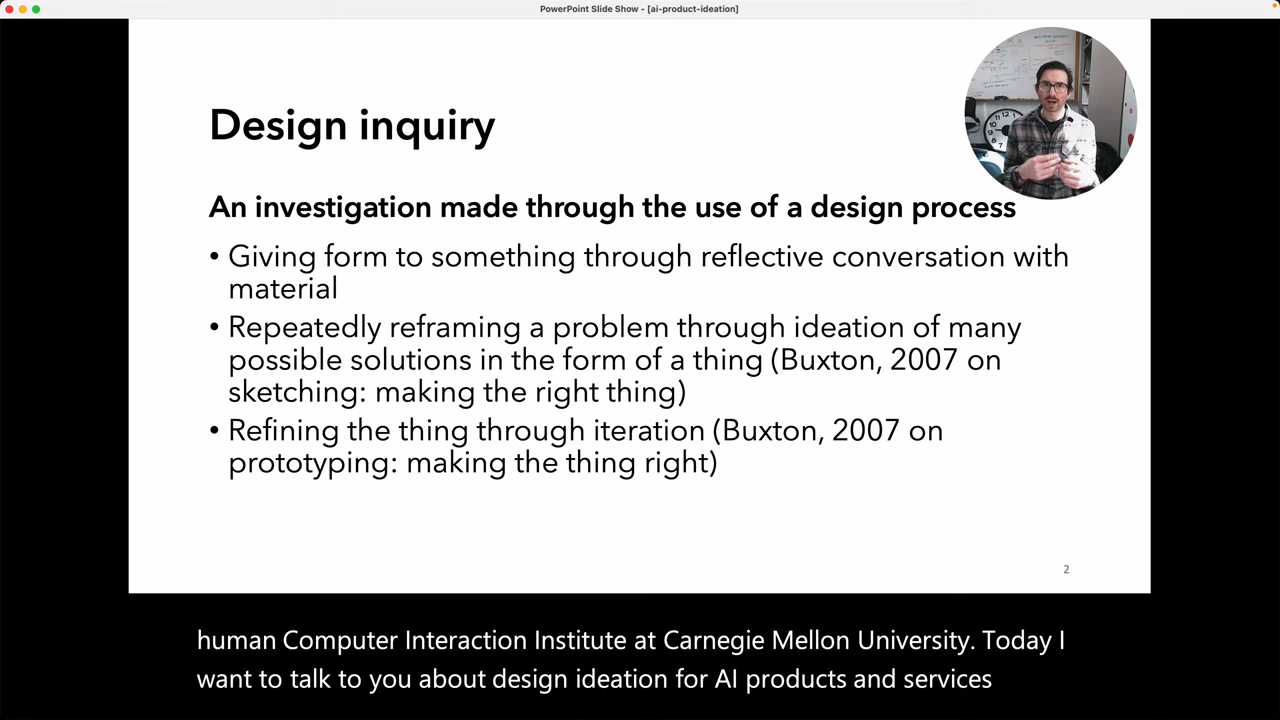 PowerPoint Slide Show - [ai-product-ideation]
Design inquiry
An investigation made through the use of a design process
• Giving form to something through reflective conversation with
material
• Repeatedly reframing a problem through ideation of many
possible solutions in the form of a thing (Buxton, 2007 on
sketching: making the right thing)
• Refining the thing through iteration (Buxton, 2007 on
prototyping: making the thing right)
2
human Computer Interaction Institute at Carnegie Mellon University. Today I
want to talk to you about design ideation for AI products and services